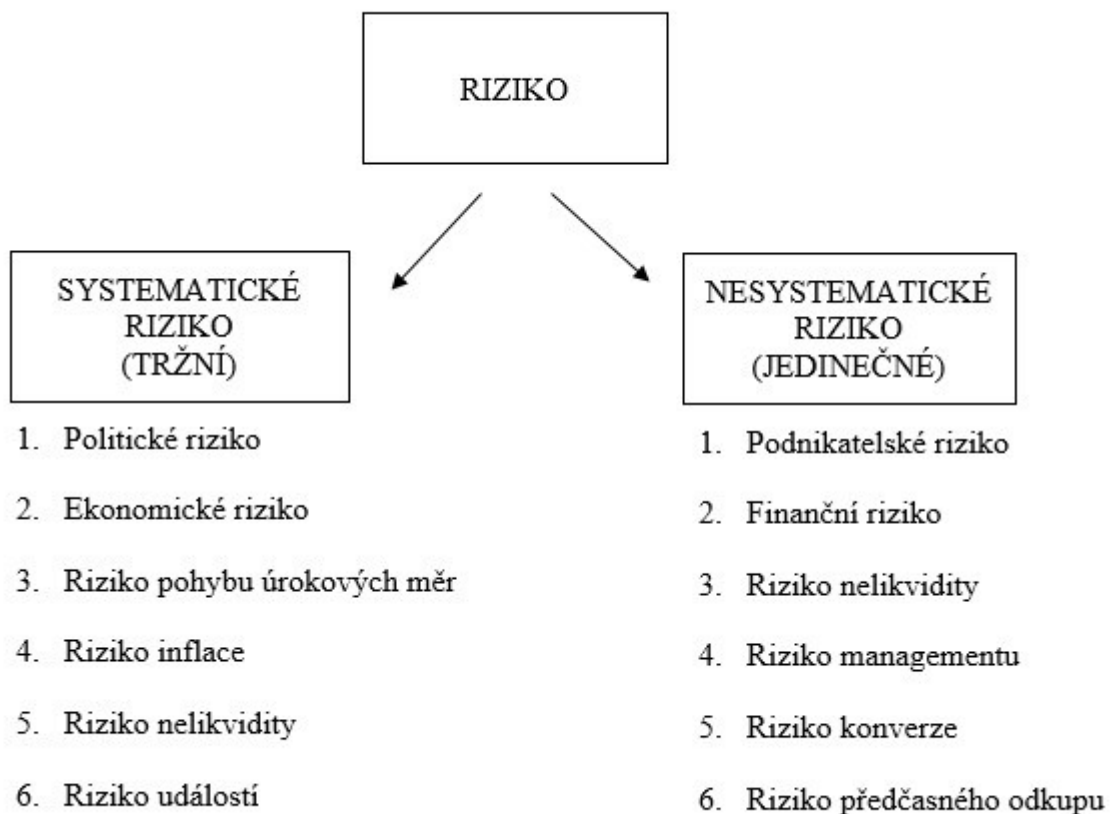 RIZIKO
SYSTEMATICKÉ
RIZIKO
(TRŽNÍ)
1. Politické riziko
2. Ekonomické riziko
3. Riziko pohybu úrokových měr
4. Riziko inflace
5. Riziko nelikvidity
6. Riziko událostí
NESYSTEMATICKÉ
RIZIKO
(JEDINEČNÉ)
1. Podnikatelské riziko
2. Finanční riziko
3. Riziko nelikvidity
4. Riziko managementu
5. Riziko konverze
6. Riziko předčasného odkupu